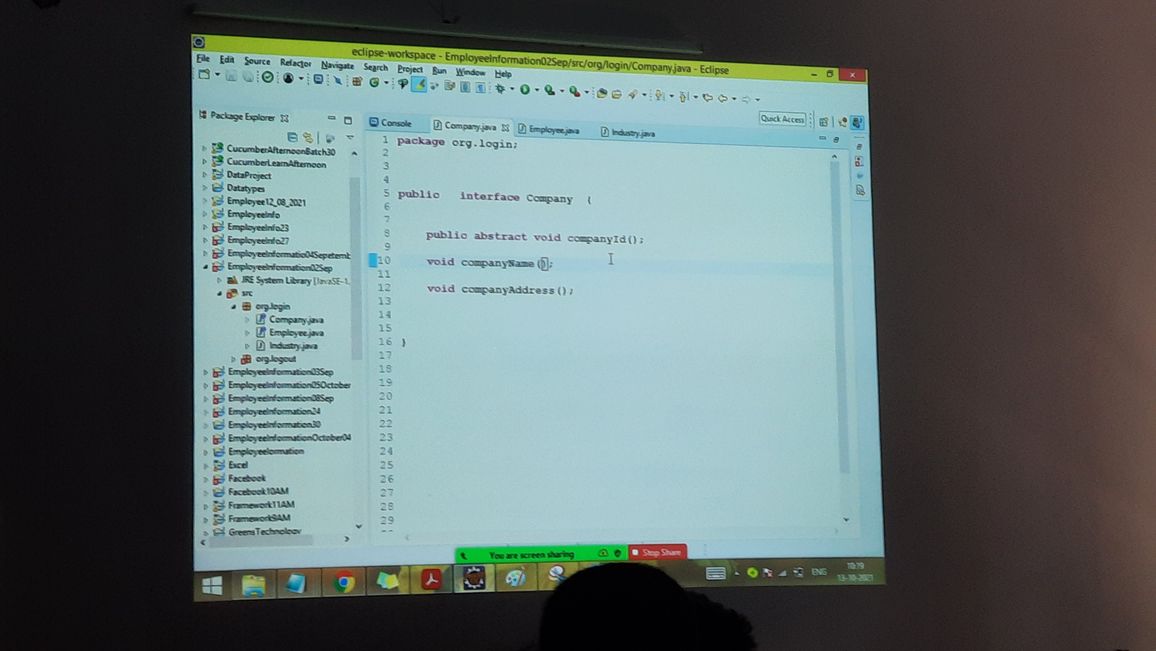 eclipse-workspace - EmployeeInformation02Sep/src/org/login/Company.java - Eclipse
File Edit Source Refactor Navigate Search Project Run Window Help
Quick Access
Package Explorer
CucumberAfternoonBatch30
CucumberLearnAfternoon
DataProject
Datatypes
Employee12_08_2021
EmployeeInfo
EmployeeInfo23
EmployeeInfo27
EmployeeInformatio04Sepetemb
EmployeeInformation02Sep
JRE System Library [JavaSE-1.
src
org.login
Company.java
Employee.java
Industry.java
org.logout
EmployeeInformation03Sep
EmployeeInformation05October
EmployeeInformation08Sep
EmployeeInformation24
EmployeeInformation30
EmployeeInformationOctober04
Employeelormation
Excel
Facebook
Facebook10AM
Framework11AM
Framework9AM
GreensTechnology
Console Company.java Employee.java Industry.java
1 package org.login;
2
3
4
5 public interface Company {
6
7
8 public abstract void companyId();
9
10 void companyName();
11
12 void companyAddress();
13
14
15
16 }
17
18
19
20
21
22
23
24
25
26
27
28
29
You are screen sharing Stop Share
ENG
10:19
13-10-2021